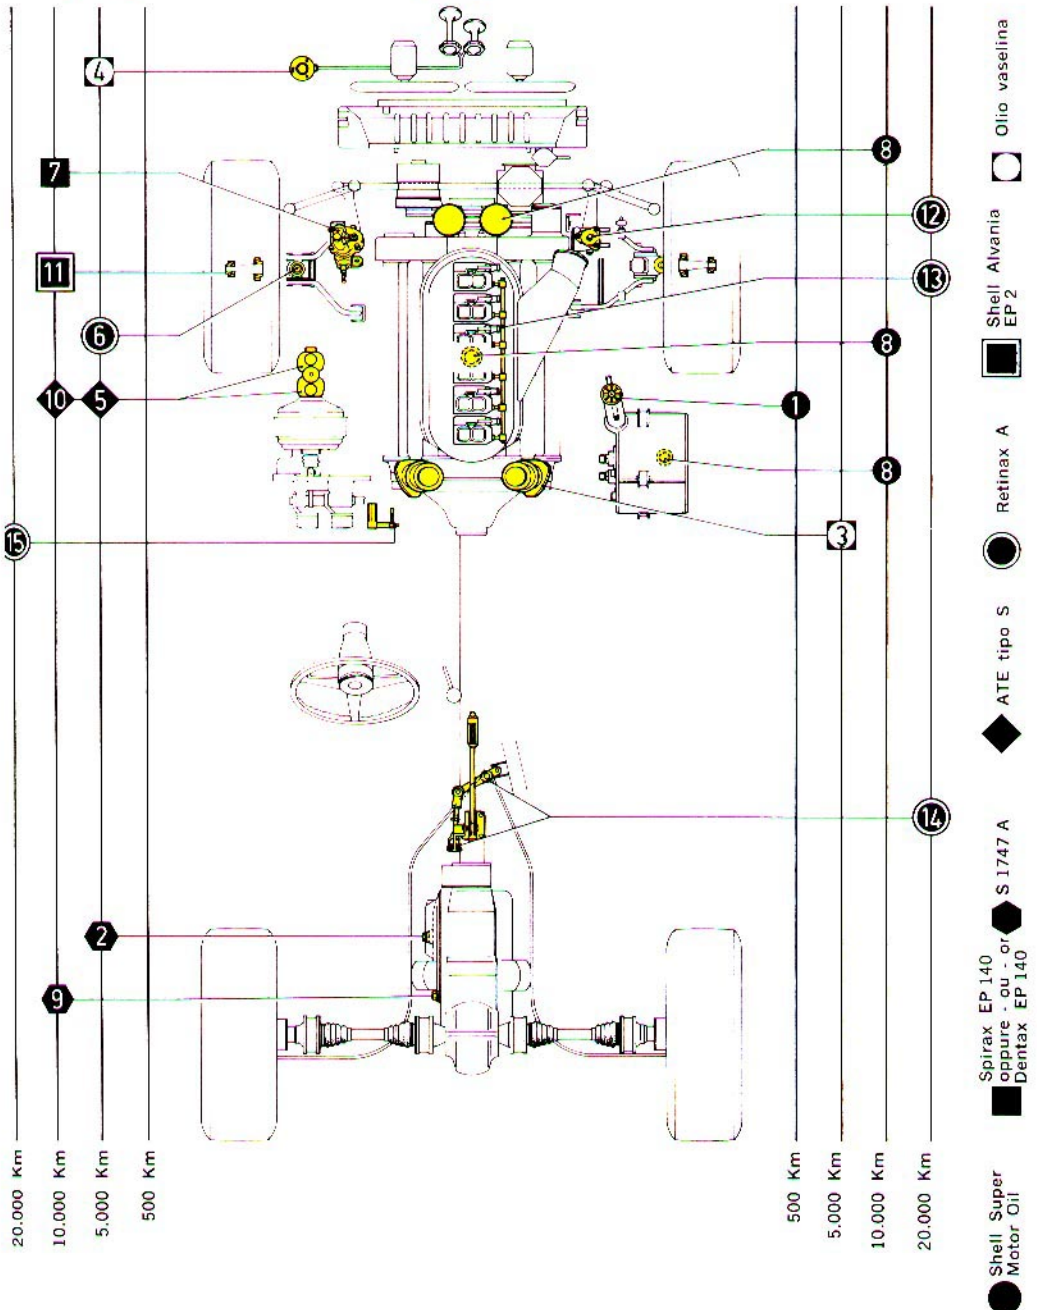 4
7
8
12
11
13
6
8
10
5
1
8
15
3
14
2
9
20.000 Km
10.000 Km
5.000 Km
500 Km
500 Km
5.000 Km
10.000 Km
20.000 Km
Shell Super
Motor Oil
Spirax EP 140
oppure - ou - or
Dentax EP 140
S 1747 A
ATE tipo S
Retinax A
Shell Alvania
EP 2
Olio vaselina